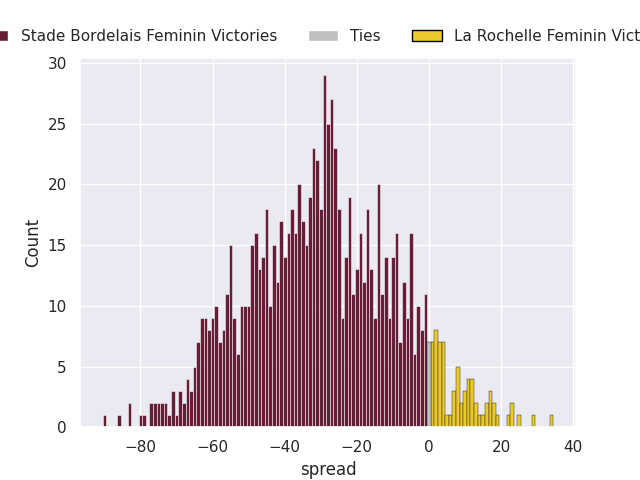 Stade Bordelais Feminin Victories Ties La Rochelle Feminin Vict
30
25
20
15
10
5
0
Count
−80 −60 −40 −20 0 20 40
spread